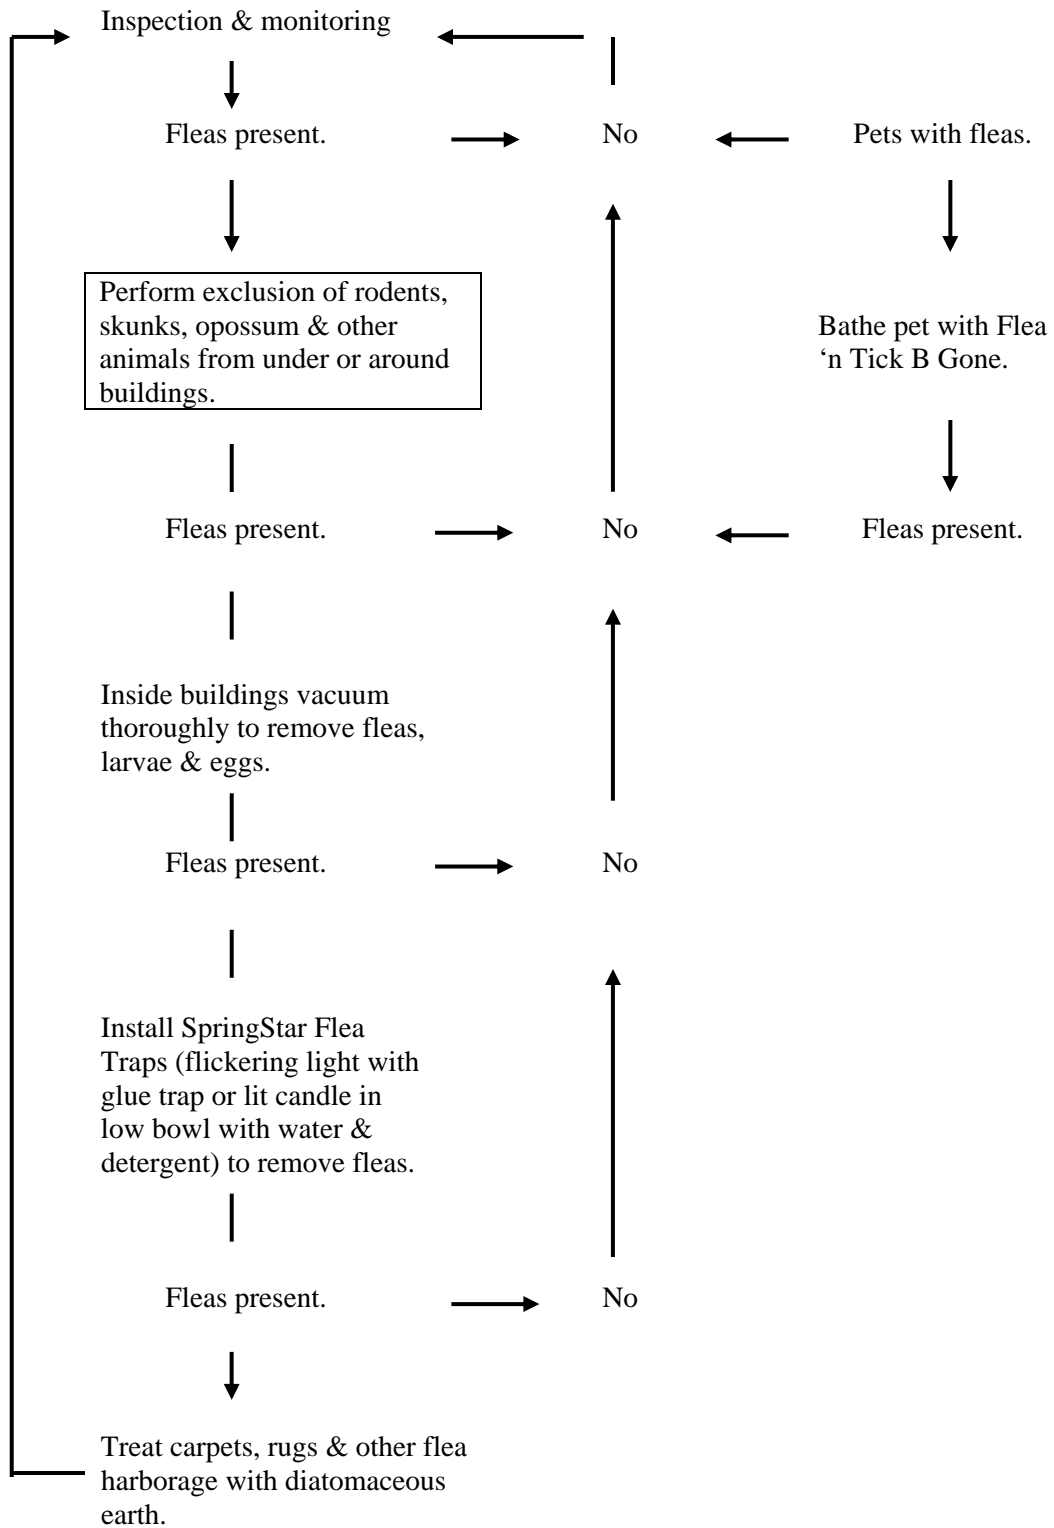 Inspection & monitoring
Fleas present.
No
Pets with fleas.
Perform exclusion of rodents,
skunks, opossum & other
animals from under or around
buildings.
Bathe pet with Flea
‘n Tick B Gone.
Fleas present.
No
Fleas present.
Inside buildings vacuum
thoroughly to remove fleas,
larvae & eggs.
Fleas present.
No
Install SpringStar Flea
Traps (flickering light with
glue trap or lit candle in
low bowl with water &
detergent) to remove fleas.
Fleas present.
No
Treat carpets, rugs & other flea
harborage with diatomaceous
earth.